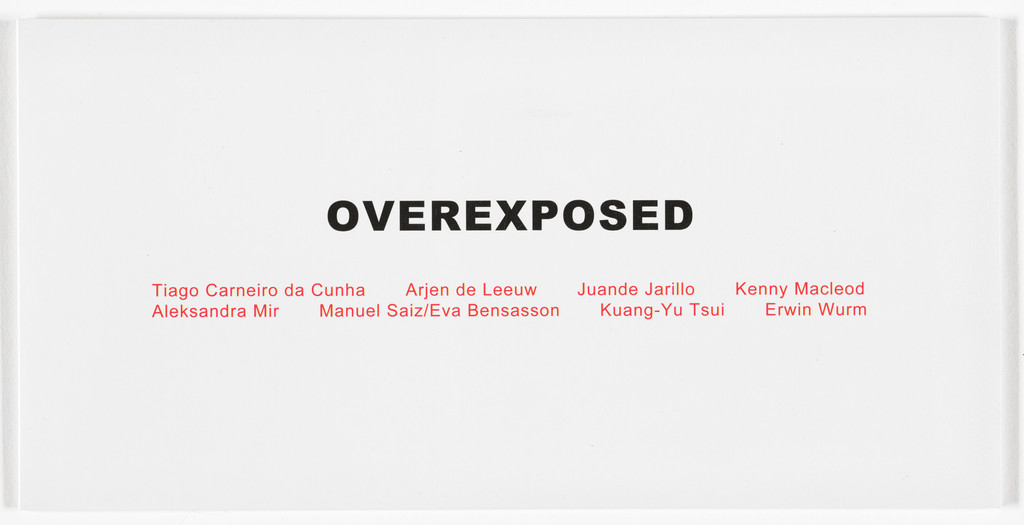 OVEREXPOSED
Tiago Carneiro da Cunha Arjen de Leeuw Juande Jarillo Kenny Macleod
Aleksandra Mir Manuel Saiz/Eva Bensasson Kuang-Yu Tsui Erwin Wurm